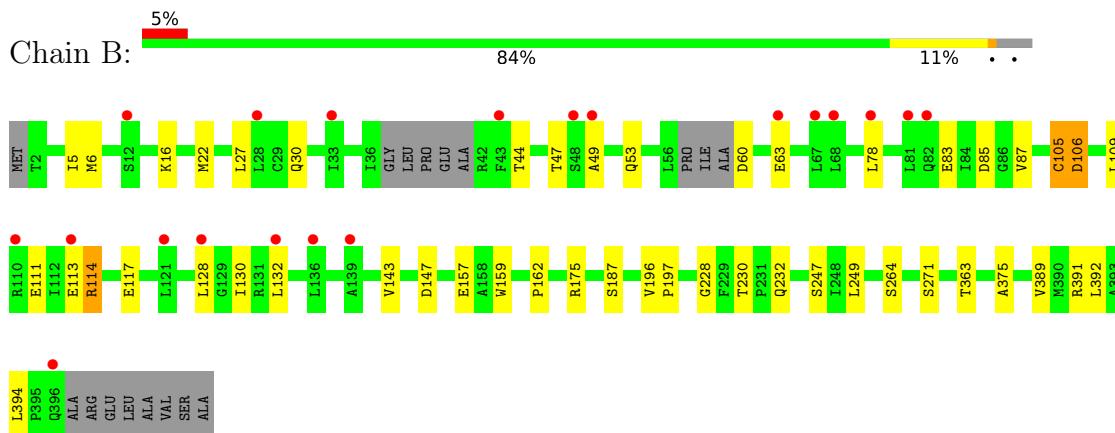 5%
Chain B:
84% 11% • •
MET T2 I5 M6 S12 K16 M22 L27 L28 C29 Q30 I33 I36 GLY LEU PRO GLU ALA R42 F43 T44 T47 S48 A49 Q53 L56 PRO ILE ALA D60 E63 L67 L68 L78 L81 Q82 E83 I84 D85 G86 V87 C105 D106 L109
R110 E111 I112 E113 R114 E117 L121 L128 G129 I130 R131 L132 L136 A139 V143 D147 E157 A158 W159 P162 R175 S187 V196 P197 G228 F229 T230 P231 Q232 S247 I248 L249 S264 S271 T363 A375 V389 M390 R391 L392 A393
L394 P395 Q396 ALA ARG GLU LEU ALA VAL SER ALA